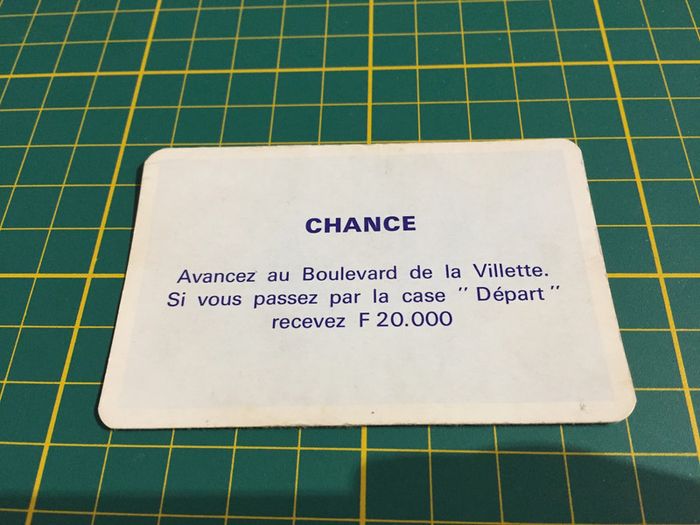 CHANCE
Avancez au Boulevard de la Villette.
Si vous passez par la case " Départ "
recevez F 20.000